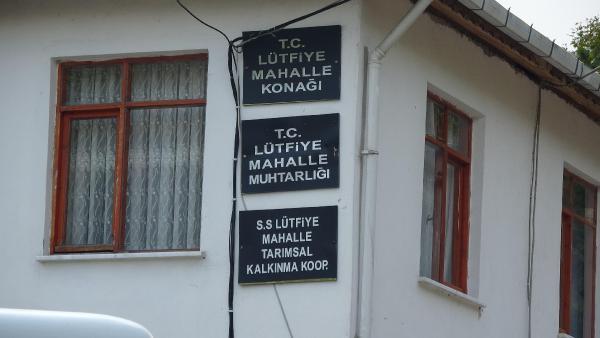 T.C.
LÜTFİYE
MAHALLE
KONAĞI
T.C.
LÜTFİYE
MAHALLE
MUHTARLIĞI
S.S LÜTFİYE
MAHALLE
TARIMSAL
KALKINMA KOOP.